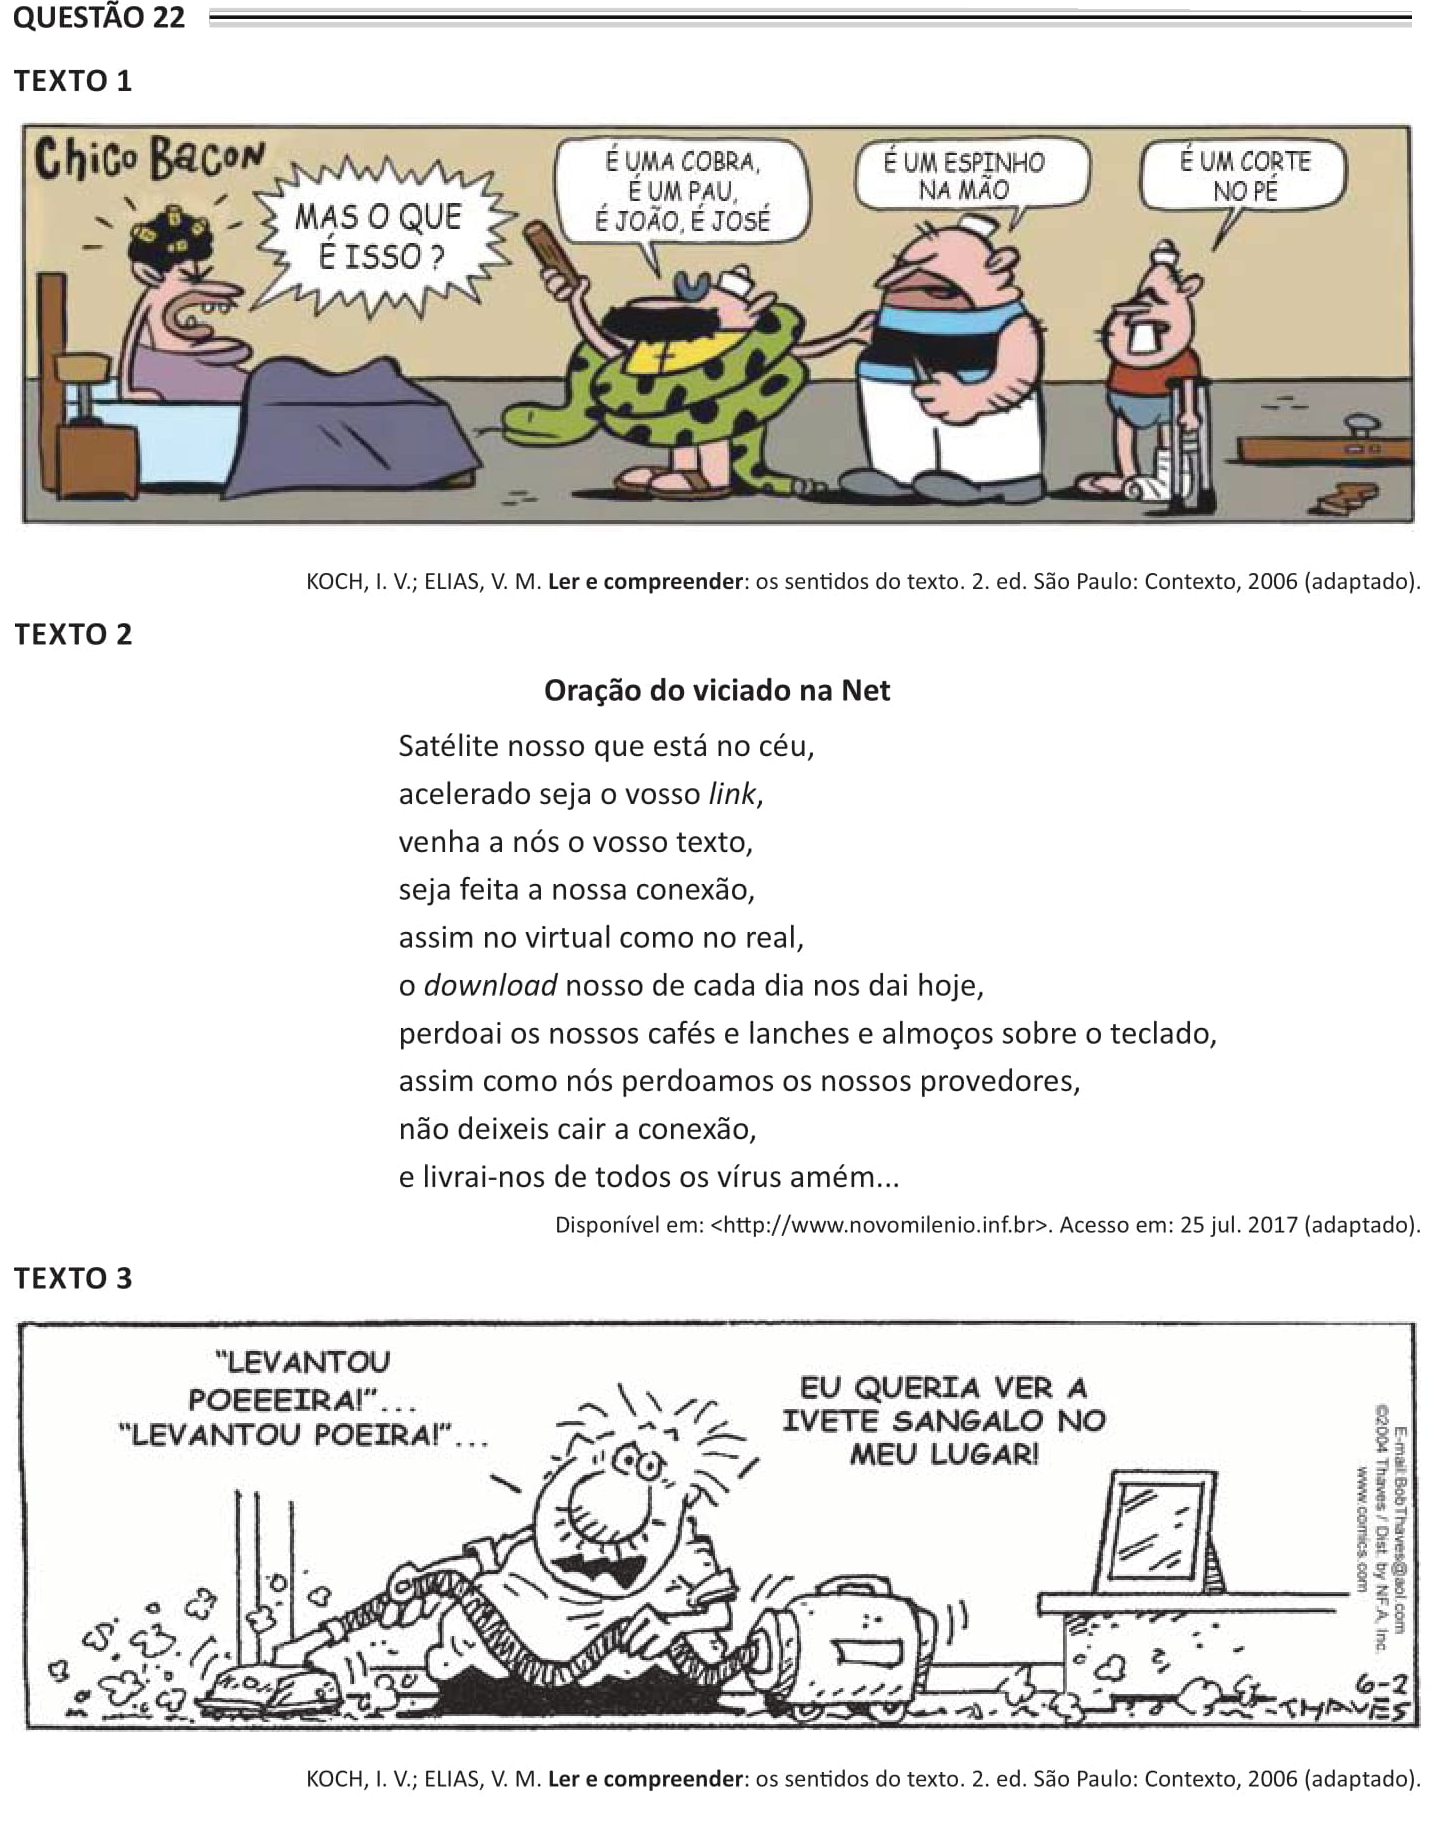 QUESTÃO 22
TEXTO 1
Chico Bacon
MAS O QUE
É ISSO ?
É UMA COBRA,
É UM PAU,
É JOÃO, É JOSÉ
É UM ESPINHO
NA MÃO
É UM CORTE
NO PÉ
KOCH, I. V.; ELIAS, V. M. Ler e compreender: os sentidos do texto. 2. ed. São Paulo: Contexto, 2006 (adaptado).
TEXTO 2
Oração do viciado na Net
Satélite nosso que está no céu,
acelerado seja o vosso link,
venha a nós o vosso texto,
seja feita a nossa conexão,
assim no virtual como no real,
o download nosso de cada dia nos dai hoje,
perdoai os nossos cafés e lanches e almoços sobre o teclado,
assim como nós perdoamos os nossos provedores,
não deixeis cair a conexão,
e livrai-nos de todos os vírus amém...
Disponível em: <http://www.novomilenio.inf.br>. Acesso em: 25 jul. 2017 (adaptado).
TEXTO 3
“LEVANTOU
POEEEIRA!”...
“LEVANTOU POEIRA!”...
EU QUERIA VER A
IVETE SANGALO NO
MEU LUGAR!
E-mail:BobThaves@aol.com
©2004 Thaves / Dist. by NEA, Inc.
www.comics.com
6-2
THAVES
KOCH, I. V.; ELIAS, V. M. Ler e compreender: os sentidos do texto. 2. ed. São Paulo: Contexto, 2006 (adaptado).